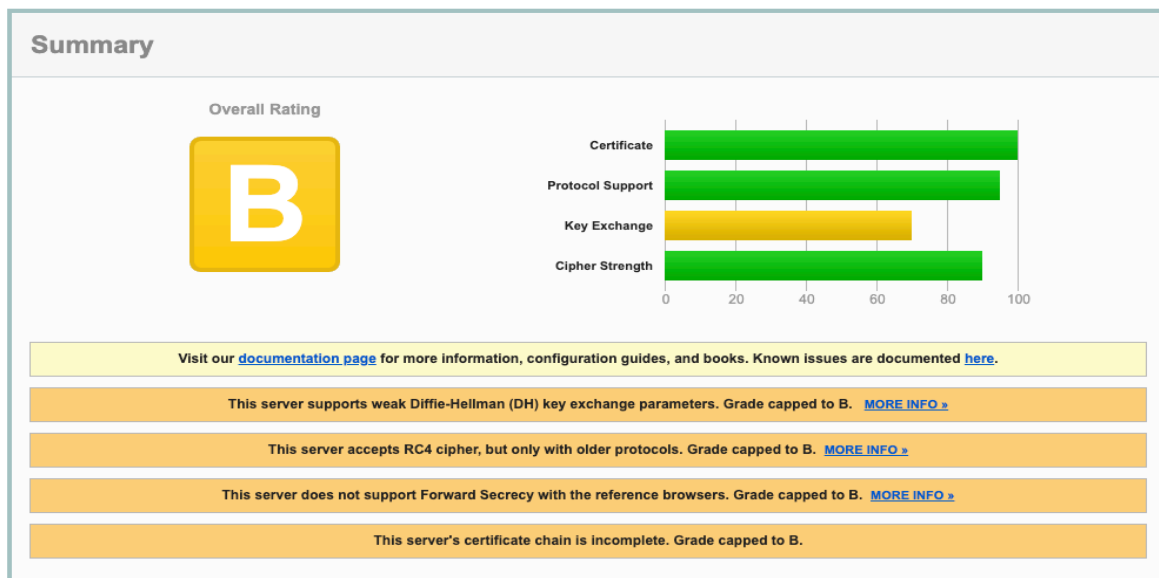 Summary
Overall Rating
B
Certificate
Protocol Support
Key Exchange
Cipher Strength
0 20 40 60 80 100
Visit our documentation page for more information, configuration guides, and books. Known issues are documented here.
This server supports weak Diffie-Hellman (DH) key exchange parameters. Grade capped to B. MORE INFO »
This server accepts RC4 cipher, but only with older protocols. Grade capped to B. MORE INFO »
This server does not support Forward Secrecy with the reference browsers. Grade capped to B. MORE INFO »
This server's certificate chain is incomplete. Grade capped to B.